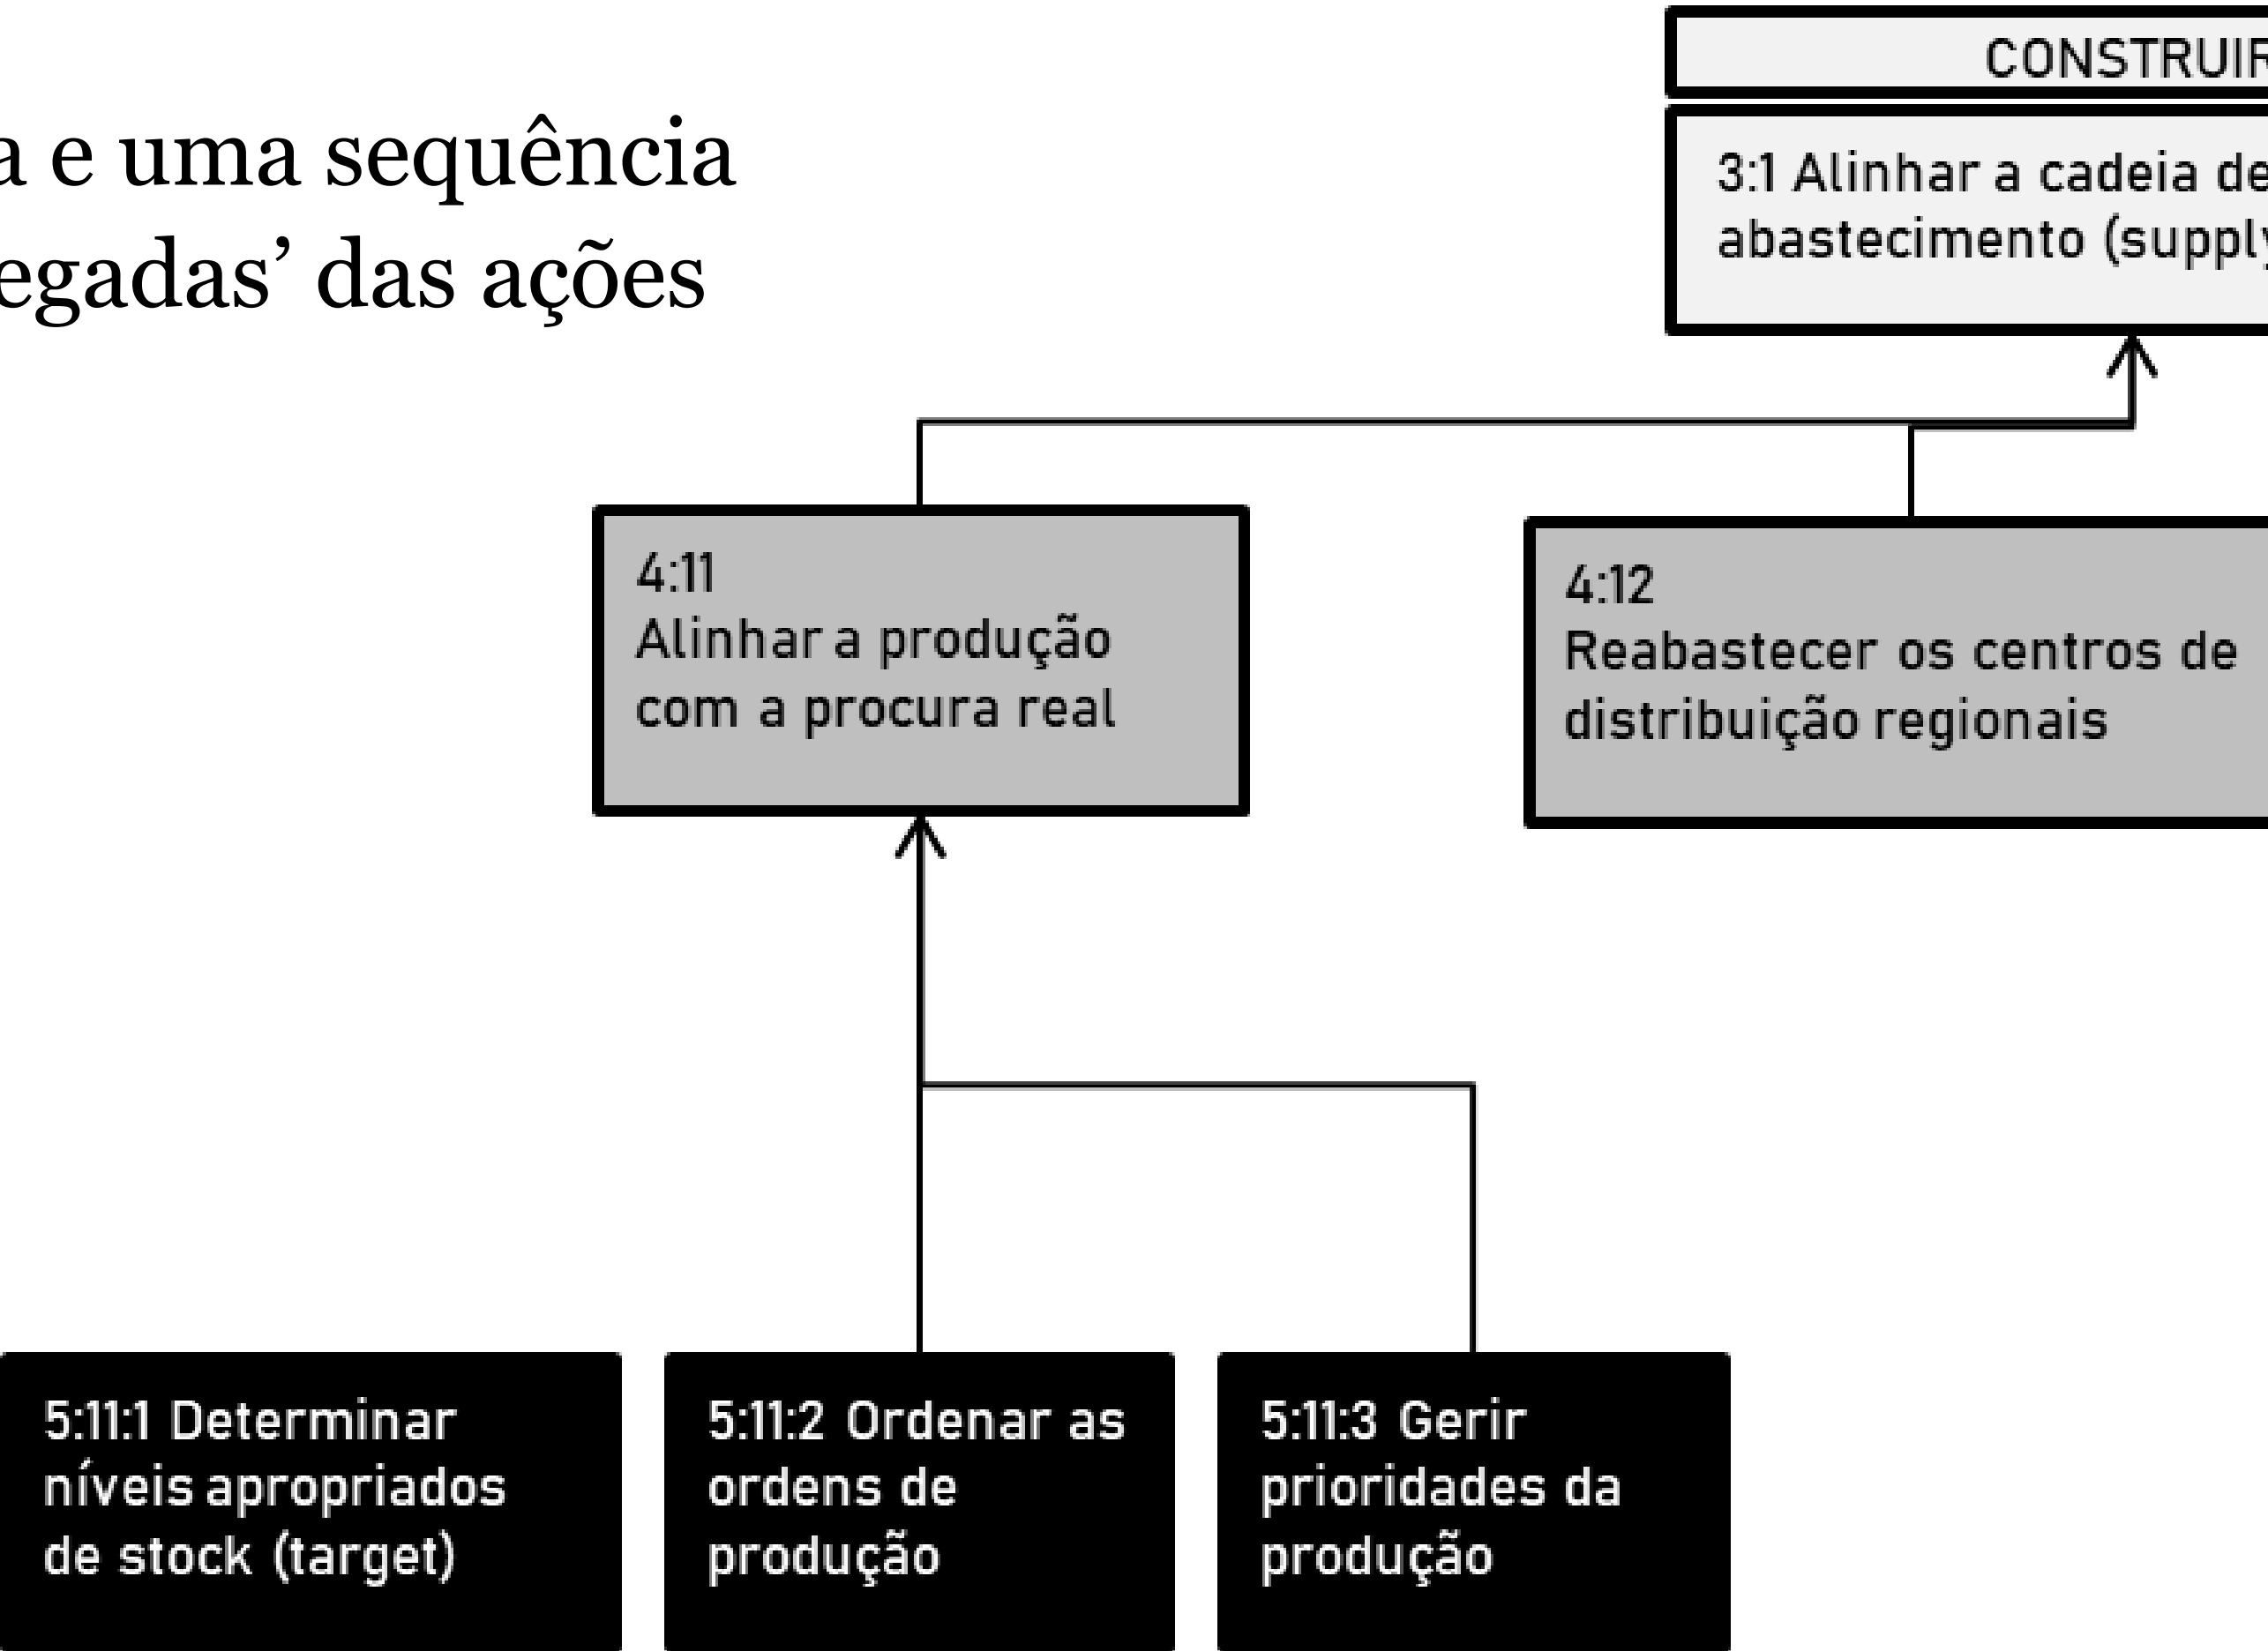 a e uma sequência
egadas’ das ações
CONSTRUIR
3:1 Alinhar a cadeia de
abastecimento (supply
4:11
Alinhar a produção
com a procura real
4:12
Reabastecer os centros de
distribuição regionais
5:11:1 Determinar
níveis apropriados
de stock (target)
5:11:2 Ordenar as
ordens de
produção
5:11:3 Gerir
prioridades da
produção